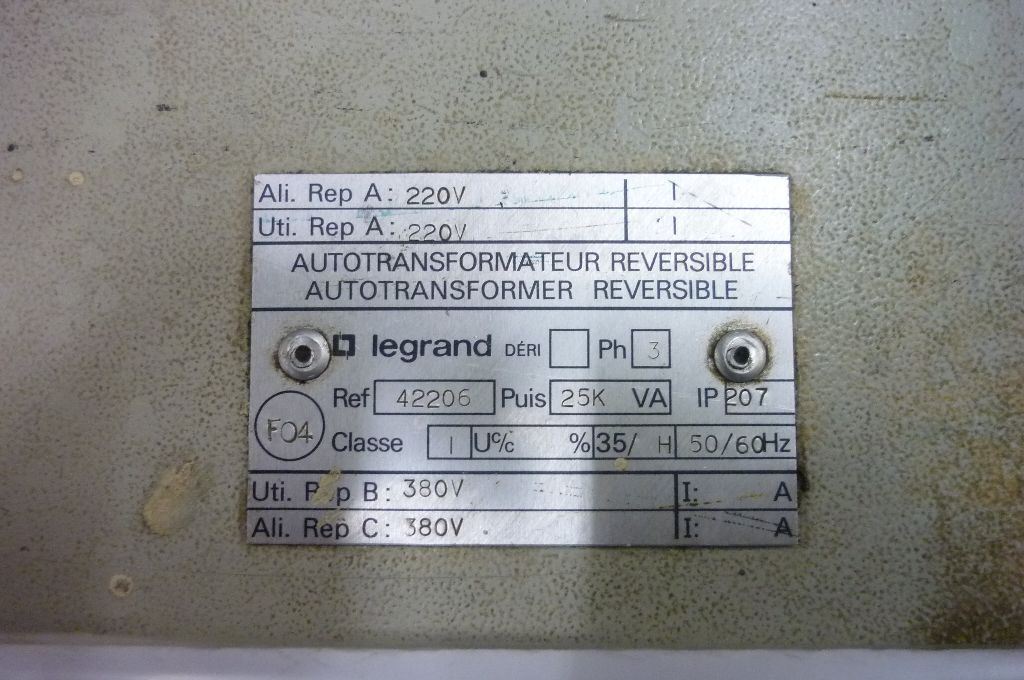 Ali. Rep A: 220V I
Uti. Rep A: 220V I
AUTOTRANSFORMATEUR REVERSIBLE
AUTOTRANSFORMER REVERSIBLE
legrand DÉRI Ph 3
Ref 42206 Puis 25K VA IP 207
F04 Classe I Uc% % 35/ H 50/60Hz
Uti. Rep B: 380V I: A
Ali. Rep C: 380V. I: A